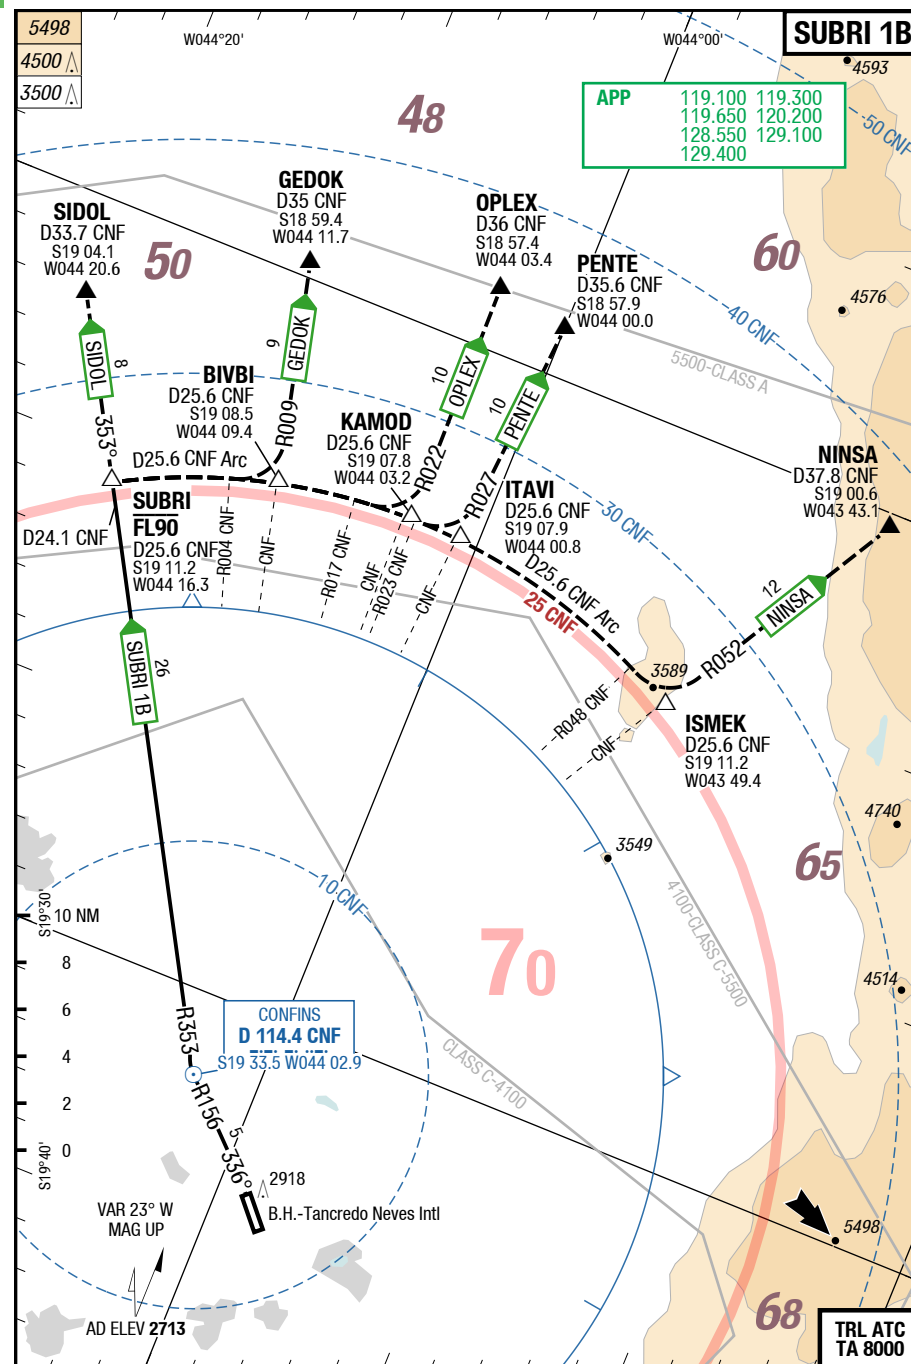 5498
4500
3500
W044°20'
W044°00'
SUBRI 1B
4593
APP
119.100 119.300
119.650 120.200
128.550 129.100
129.400
48
50 CNF
GEDOK
D35 CNF
S18 59.4
W044 11.7
SIDOL
D33.7 CNF
S19 04.1
W044 20.6
50
OPLEX
D36 CNF
S18 57.4
W044 03.4
PENTE
D35.6 CNF
S18 57.9
W044 00.0
60
4576
40 CNF
5500-CLASS A
SIDOL
8
353°
GEDOK
9
R009
OPLEX
10
R022
PENTE
10
R027
BIVBI
D25.6 CNF
S19 08.5
W044 09.4
KAMOD
D25.6 CNF
S19 07.8
W044 03.2
NINSA
D37.8 CNF
S19 00.6
W043 43.1
D25.6 CNF Arc
ITAVI
D25.6 CNF
S19 07.9
W044 00.8
30 CNF
SUBRI
FL90
D25.6 CNF
S19 11.2
W044 16.3
D24.1 CNF
R004 CNF
CNF
R017 CNF
CNF
R023 CNF
CNF
D25.6 CNF Arc
25 CNF
12
NINSA
R052
3589
R048 CNF
CNF
ISMEK
D25.6 CNF
S19 11.2
W043 49.4
SUBRI 1B
26
4740
3549
65
10 CNF
S19°30'
10 NM
8
6
4
2
0
S19°40'
4100-CLASS C-5500
70
4514
CONFINS
D 114.4 CNF
S19 33.5 W044 02.9
R353
CLASS C-4100
R156
5
336°
2918
B.H.-Tancredo Neves Intl
VAR 23° W
MAG UP
5498
AD ELEV 2713
68
TRL ATC
TA 8000